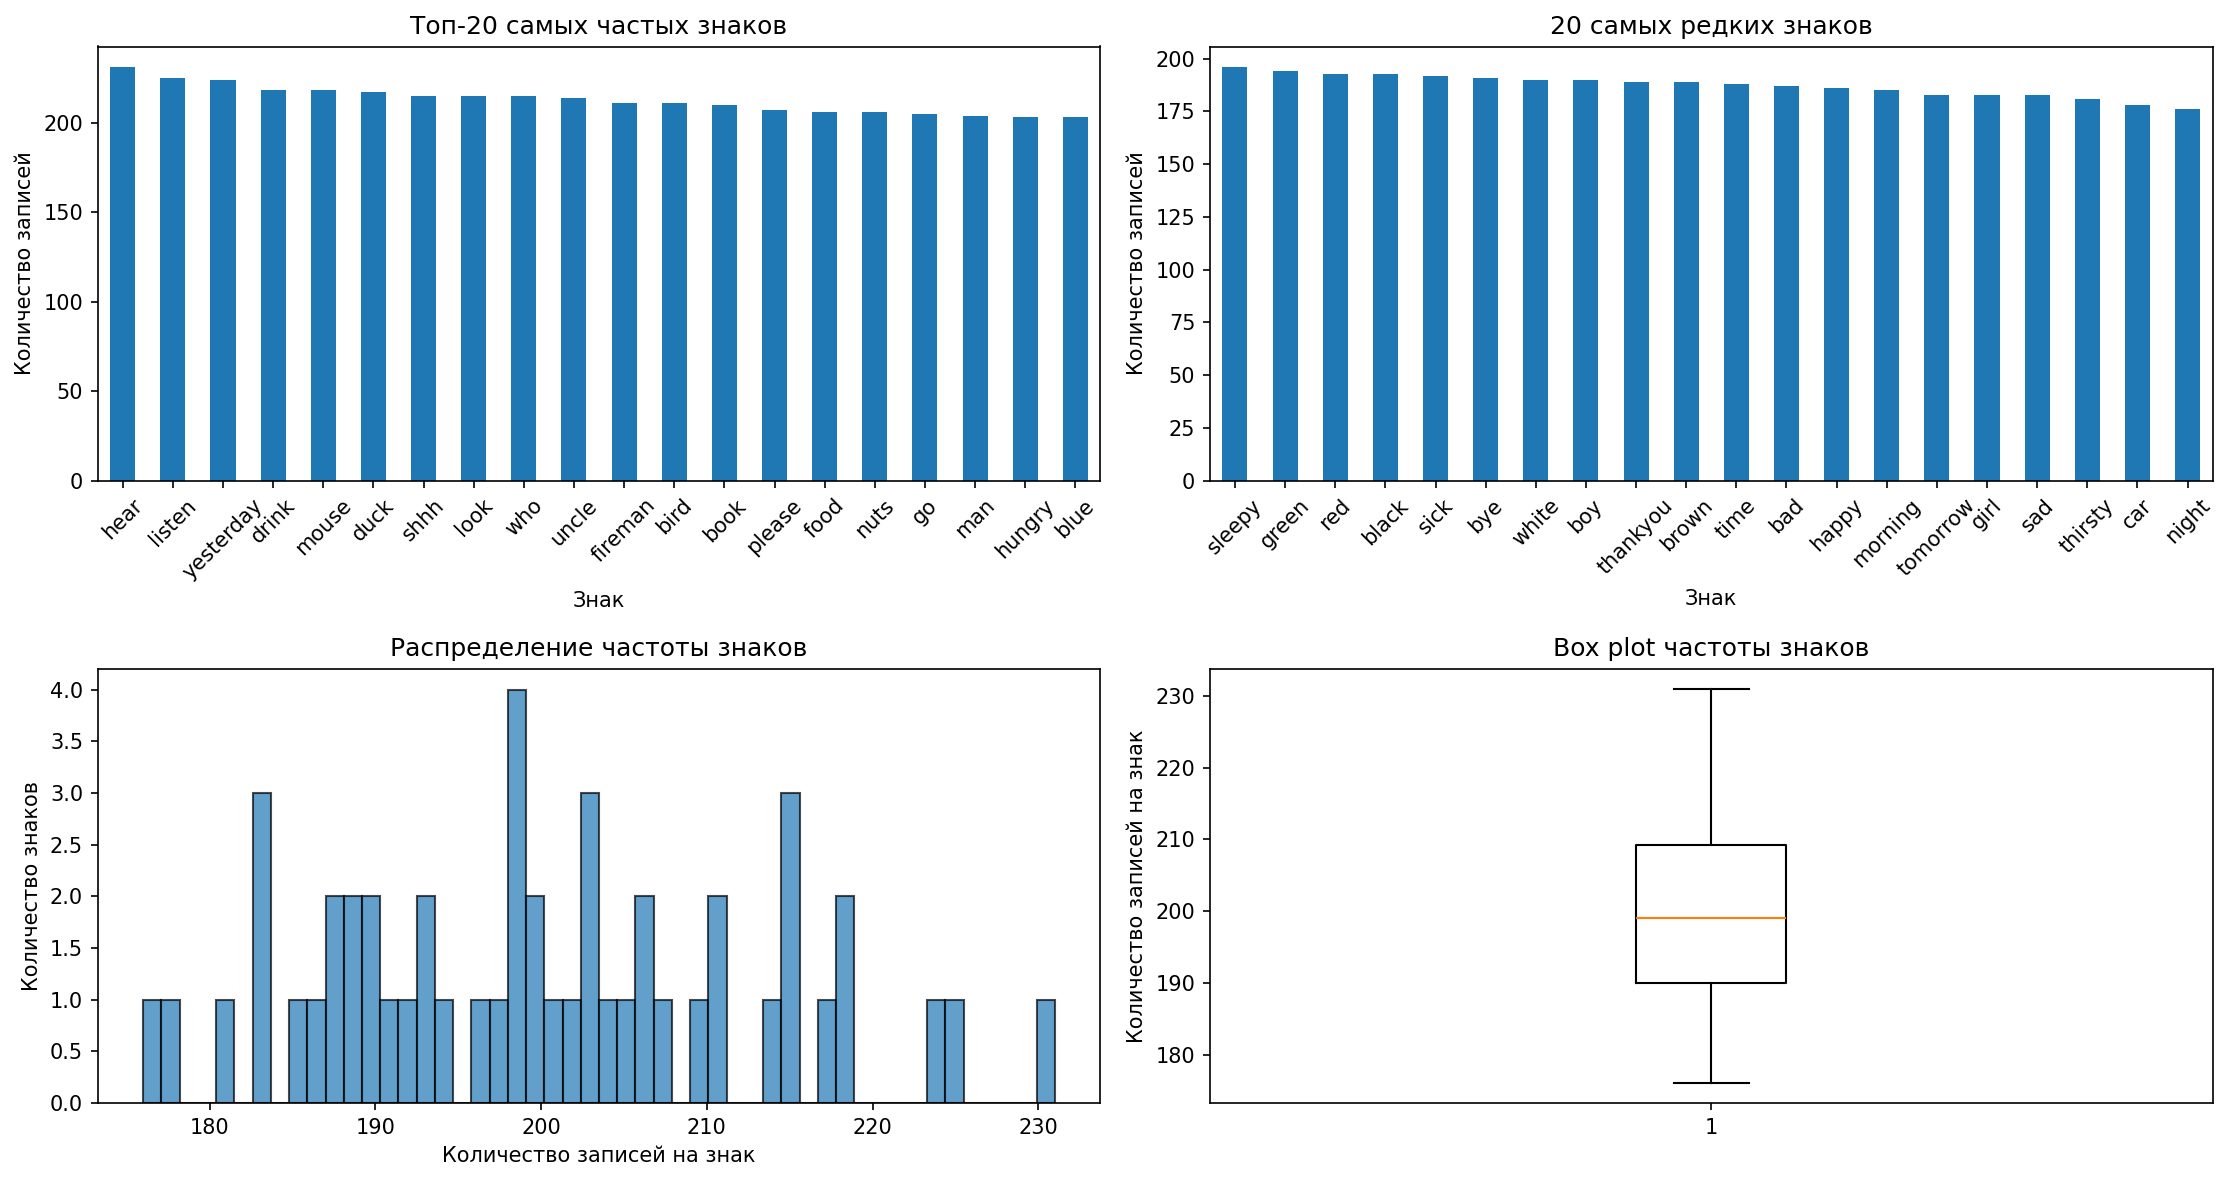 Топ-20 самых частых знаков
Количество записей
200
150
100
50
0
hear
listen
yesterday
drink
mouse
duck
shhh
look
who
uncle
fireman
bird
book
please
food
nuts
go
man
hungry
blue
Знак
20 самых редких знаков
Количество записей
200
175
150
125
100
75
50
25
0
sleepy
green
red
black
sick
bye
white
boy
thankyou
brown
time
bad
happy
morning
tomorrow
girl
sad
thirsty
car
night
Знак
Распределение частоты знаков
Количество знаков
4.0
3.5
3.0
2.5
2.0
1.5
1.0
0.5
0.0
180
190
200
210
220
230
Количество записей на знак
Box plot частоты знаков
Количество записей на знак
230
220
210
200
190
180
1